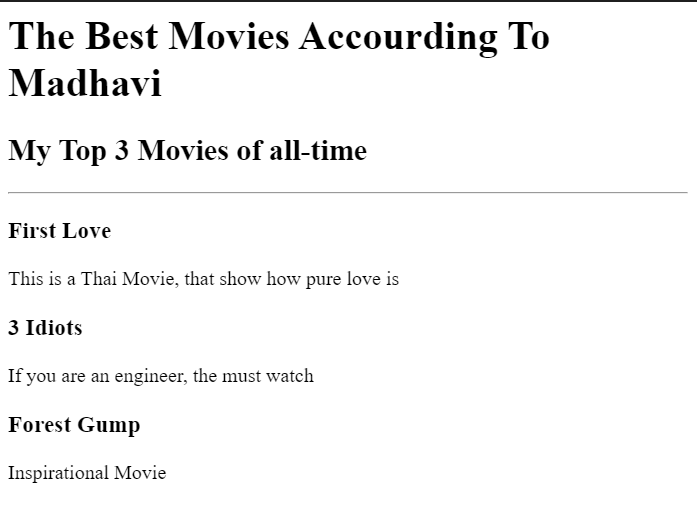 The Best Movies Accourding To
Madhavi
My Top 3 Movies of all-time
First Love
This is a Thai Movie, that show how pure love is
3 Idiots
If you are an engineer, the must watch
Forest Gump
Inspirational Movie